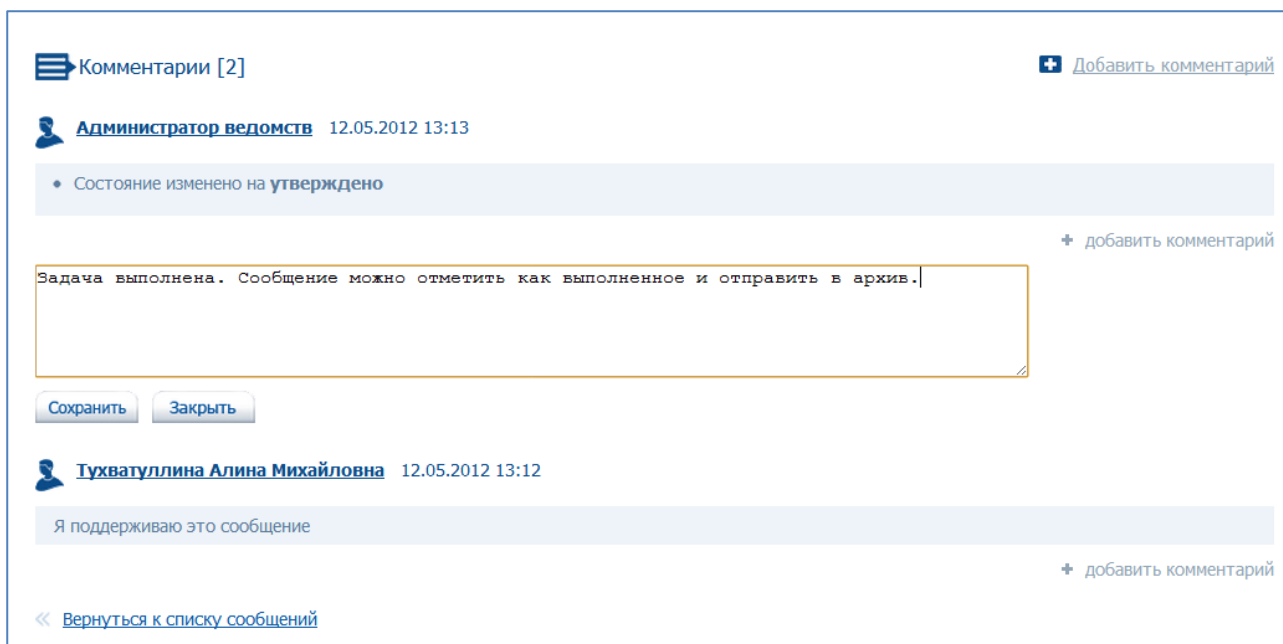 Комментарии [2]
Добавить комментарий
Администратор ведомств 12.05.2012 13:13
• Состояние изменено на утверждено
+ добавить комментарий
Задача выполнена. Сообщение можно отметить как выполненное и отправить в архив.
Сохранить Закрыть
Тухватуллина Алина Михайловна 12.05.2012 13:12
Я поддерживаю это сообщение
+ добавить комментарий
« Вернуться к списку сообщений